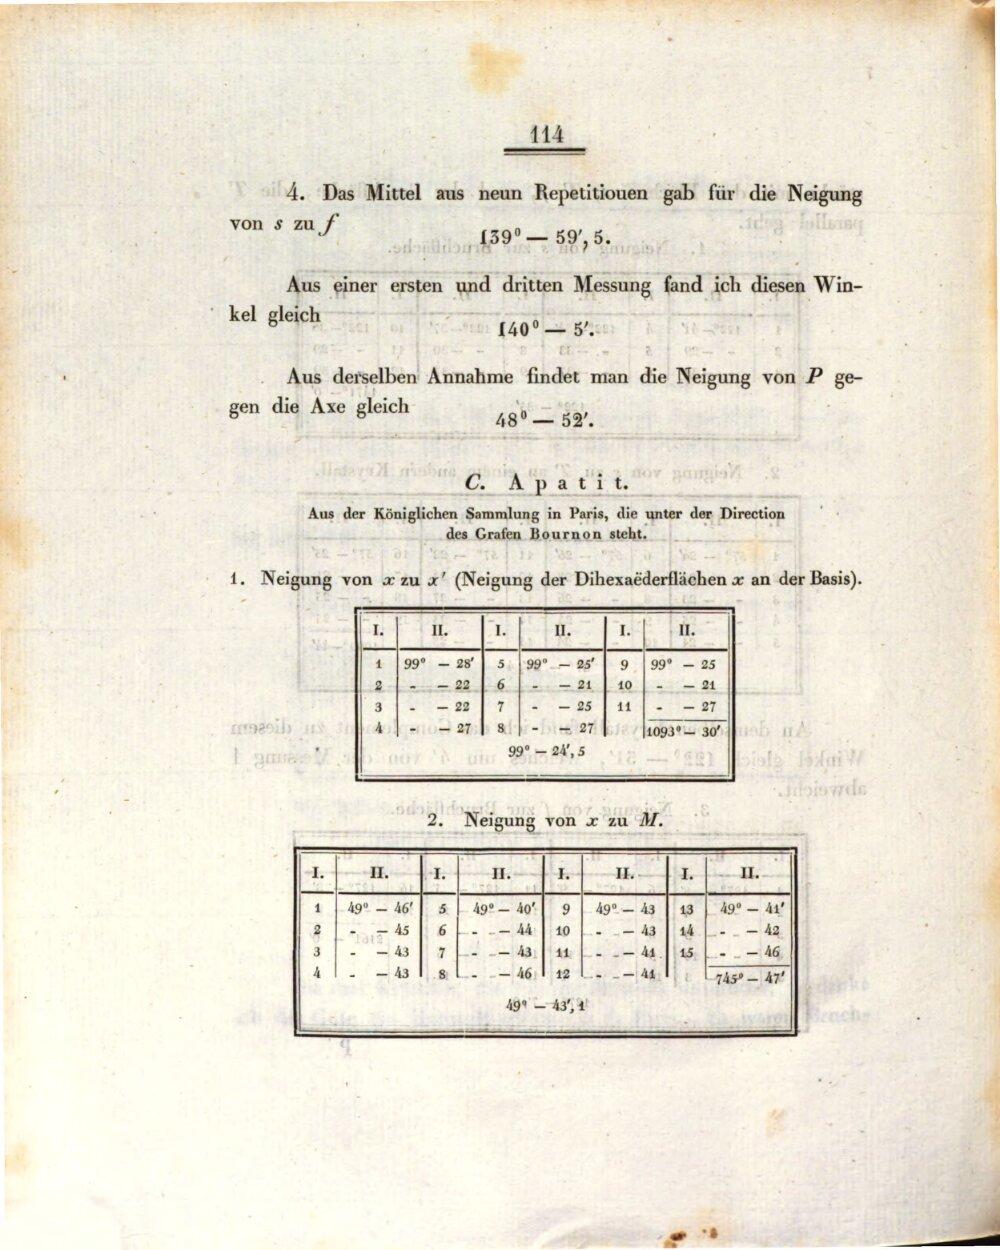 114
4. Das Mittel aus neun Repetitiouen gab für die Neigung
von s zu f
139° — 59′, 5.
Aus einer ersten und dritten Messung fand ich diesen Win-
kel gleich
140° — 5′.
Aus derselben Annahme findet man die Neigung von P ge-
gen die Axe gleich
48° — 52′.
C. Apatit.
Aus der Königlichen Sammlung in Paris, die unter der Direction
des Grafen Bournon steht.
1. Neigung von x zu x′ (Neigung der Dihexaëderflächen x an der Basis).
I. II. I. II. I. II.
1 99° — 28′ 5 99° — 25′ 9 99° — 25
2 - — 22 6 - — 21 10 - — 21
3 - — 22 7 - — 25 11 - — 27
4 - — 27 8 - — 27 1093° — 30′
99° — 24′, 5
2. Neigung von x zu M.
I. II. I. II. I. II. I. II.
1 49° — 46′ 5 49° — 40′ 9 49° — 43 13 49° — 41′
2 - — 45 6 - — 44 10 - — 43 14 - — 42
3 - — 43 7 - — 43 11 - — 41 15 - — 46
4 - — 43 8 - — 46 12 - — 41 745° — 47′
49° — 43′, 1